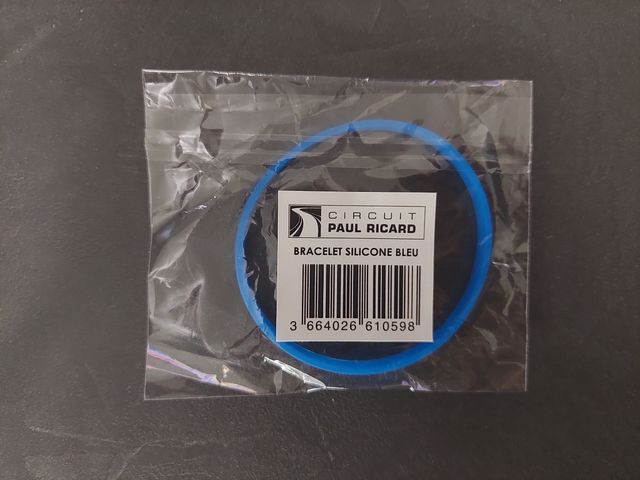 CIRCUIT
PAUL RICARD
BRACELET SILICONE BLEU
3 664026 610598